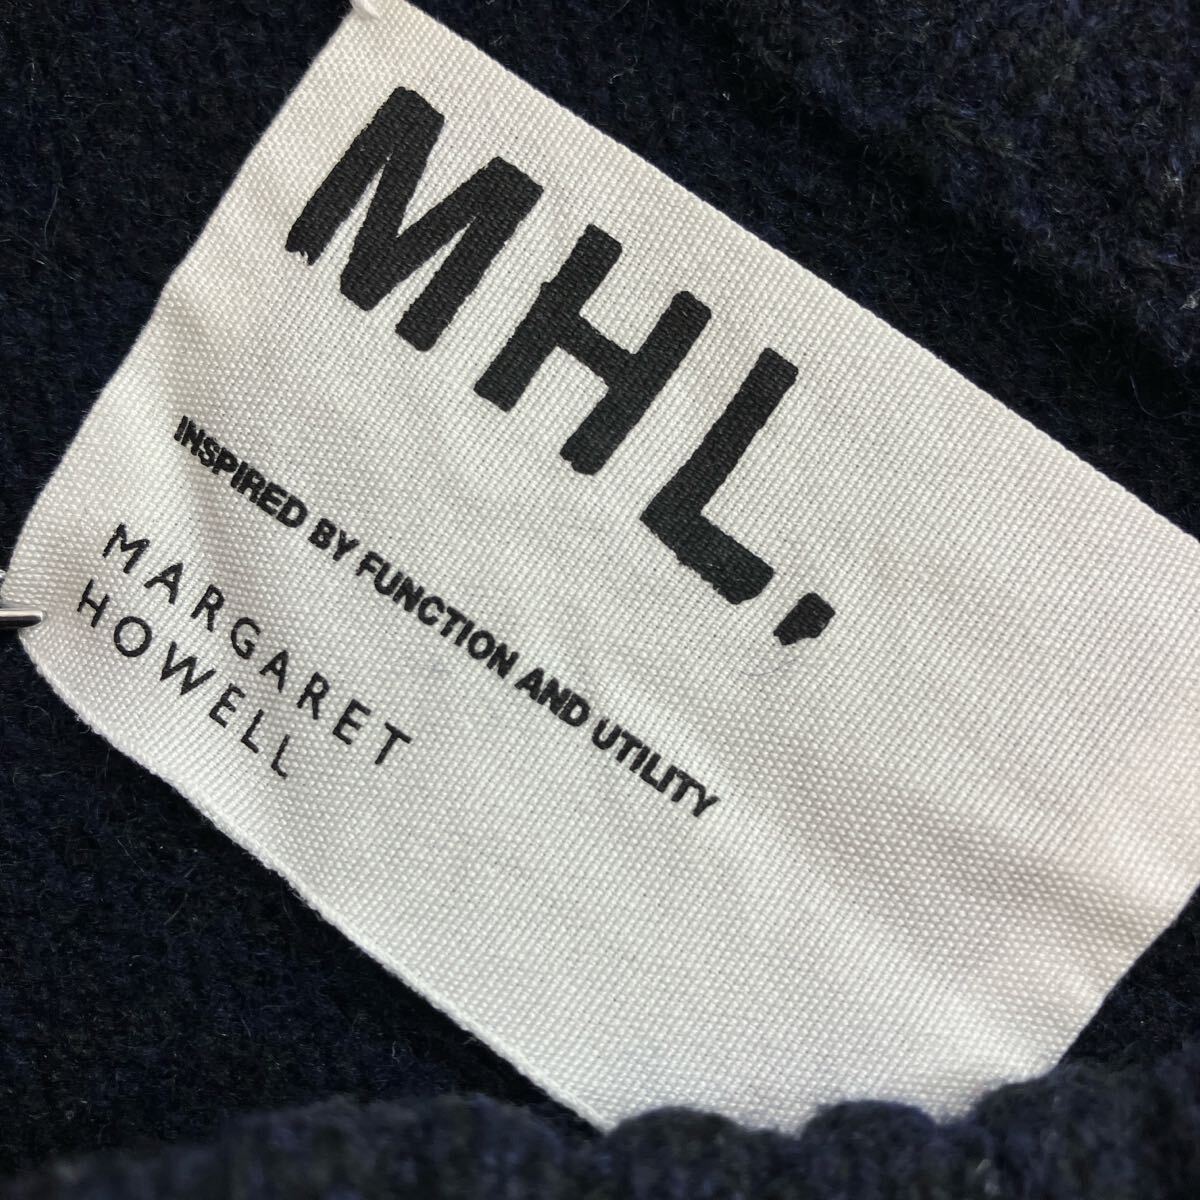 MHL,
INSPIRED BY FUNCTION AND UTILITY
MARGARET
HOWELL